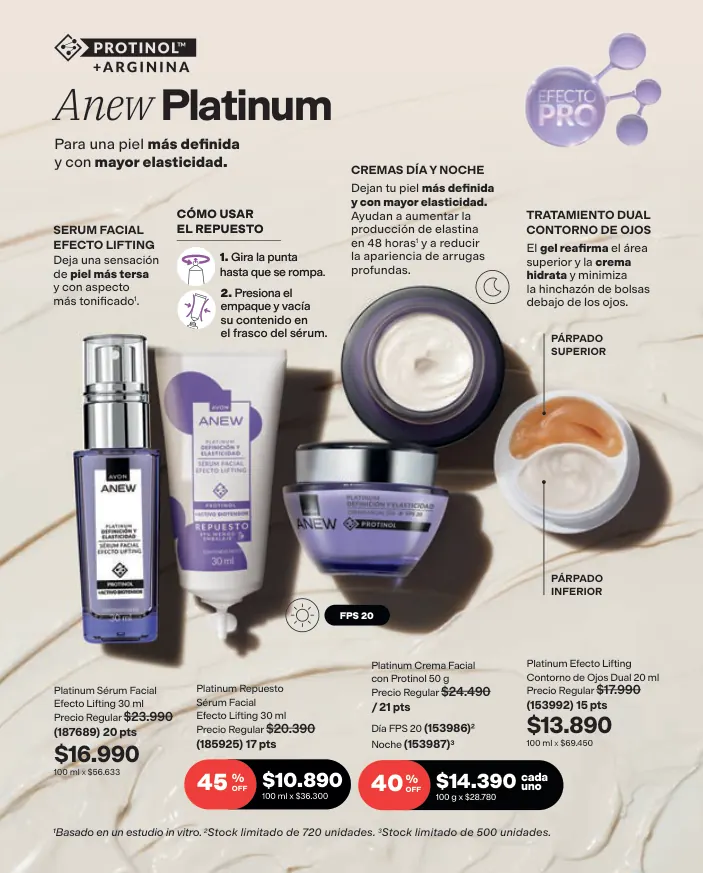 PROTINOL™
+ARGININA
Anew Platinum
Para una piel más definida
y con mayor elasticidad.
EFECTO
PRO
SERUM FACIAL
EFECTO LIFTING
Deja una sensación
de piel más tersa
y con aspecto
más tonificado¹.
CÓMO USAR
EL REPUESTO
1. Gira la punta
hasta que se rompa.
2. Presiona el
empaque y vacía
su contenido en
el frasco del sérum.
CREMAS DÍA Y NOCHE
Dejan tu piel más definida
y con mayor elasticidad.
Ayudan a aumentar la
producción de elastina
en 48 horas¹ y a reducir
la apariencia de arrugas
profundas.
TRATAMIENTO DUAL
CONTORNO DE OJOS
El gel reafirma el área
superior y la crema
hidrata y minimiza
la hinchazón de bolsas
debajo de los ojos.
PÁRPADO
SUPERIOR
PÁRPADO
INFERIOR
AVON
ANEW
PLATINUM
DEFINICIÓN Y
ELASTICIDAD
SÉRUM FACIAL
EFECTO LIFTING
PROTINOL
+ACTIVO BIOTENSOR
30 ml
AVON
ANEW
PLATINUM
DEFINICIÓN Y
ELASTICIDAD
SÉRUM FACIAL
EFECTO LIFTING
PROTINOL
+ACTIVO BIOTENSOR
REPUESTO
30 ml
AVON
ANEW
PLATINUM
DEFINICIÓN Y ELASTICIDAD
PROTINOL
FPS 20
Platinum Sérum Facial
Efecto Lifting 30 ml
Precio Regular $23.990
(187689) 20 pts
$16.990
100 ml x $56.633
Platinum Repuesto
Sérum Facial
Efecto Lifting 30 ml
Precio Regular $20.390
(185925) 17 pts
45% OFF
$10.890
100 ml x $36.300
Platinum Crema Facial
con Protinol 50 g
Precio Regular $24.490
/ 21 pts
Día FPS 20 (153986)²
Noche (153987)³
40% OFF
$14.390 cada uno
100 g x $28.780
Platinum Efecto Lifting
Contorno de Ojos Dual 20 ml
Precio Regular $17.990
(153992) 15 pts
$13.890
100 ml x $69.450
¹Basado en un estudio in vitro. ²Stock limitado de 720 unidades. ³Stock limitado de 500 unidades.